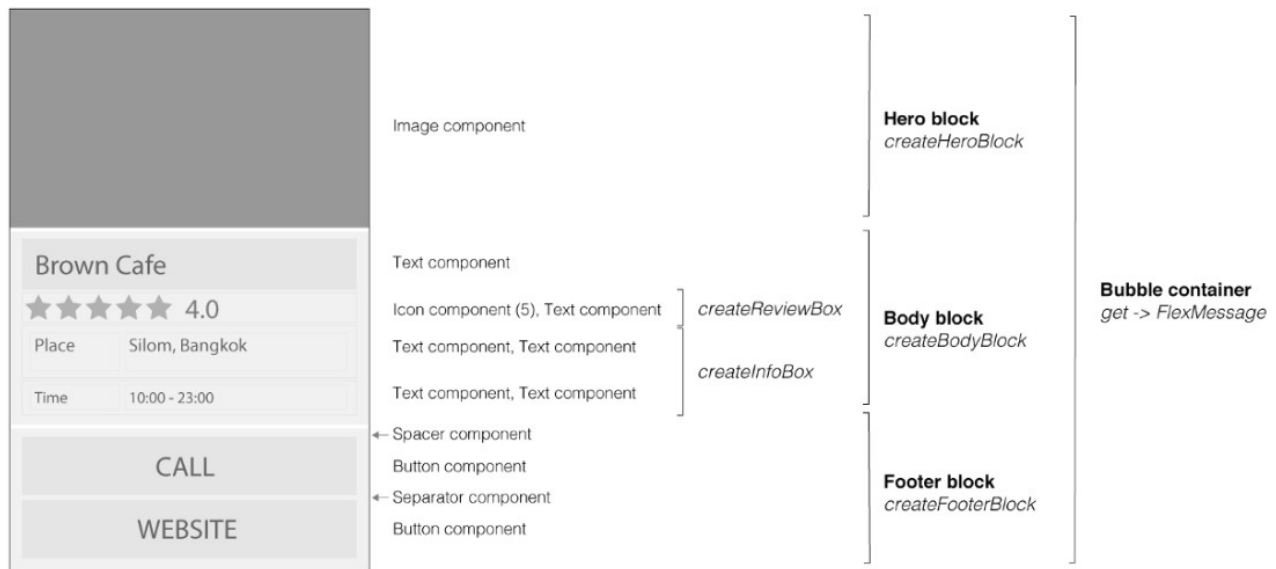 Image component
Hero block
createHeroBlock
Brown Cafe
4.0
Place Silom, Bangkok
Time 10:00 - 23:00
Text component
Icon component (5), Text component
Text component, Text component
Text component, Text component
createReviewBox
createInfoBox
Body block
createBodyBlock
Bubble container
get -> FlexMessage
CALL
WEBSITE
Spacer component
Button component
Separator component
Button component
Footer block
createFooterBlock